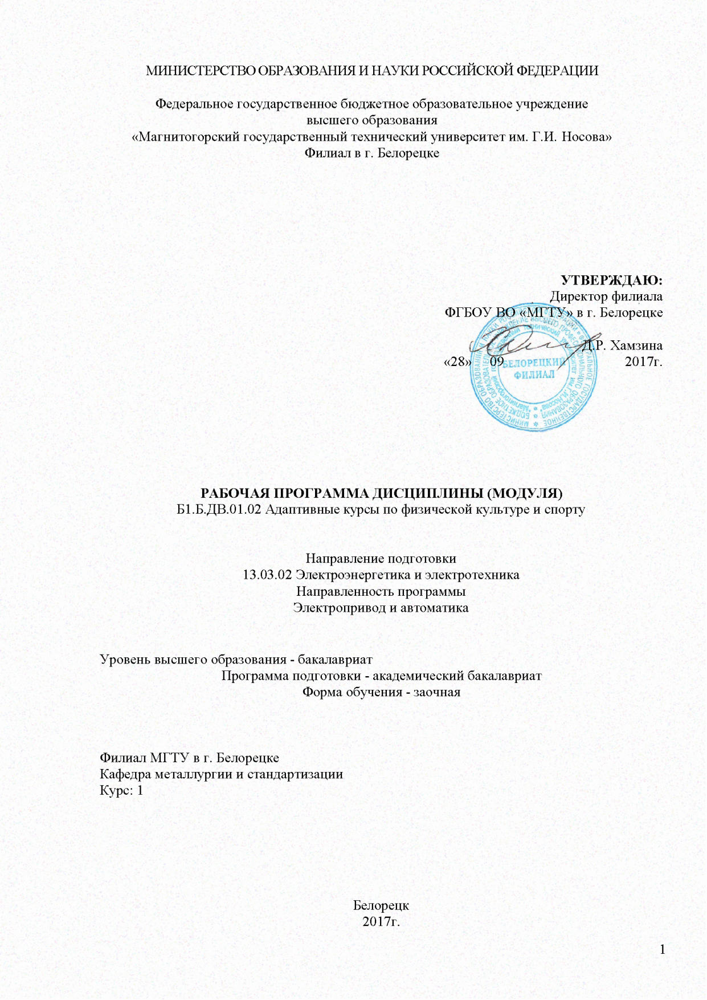 МИНИСТЕРСТВО ОБРАЗОВАНИЯ И НАУКИ РОССИЙСКОЙ ФЕДЕРАЦИИ
Федеральное государственное бюджетное образовательное учреждение
высшего образования
«Магнитогорский государственный технический университет им. Г.И. Носова»
Филиал в г. Белорецке
УТВЕРЖДАЮ:
Директор филиала
ФГБОУ ВО «МГТУ» в г. Белорецке
Д.Р. Хамзина
«28» 09 2017г.
БЕЛОРЕЦКИЙ
ФИЛИАЛ
РАБОЧАЯ ПРОГРАММА ДИСЦИПЛИНЫ (МОДУЛЯ)
Б1.Б.ДВ.01.02 Адаптивные курсы по физической культуре и спорту
Направление подготовки
13.03.02 Электроэнергетика и электротехника
Направленность программы
Электропривод и автоматика
Уровень высшего образования - бакалавриат
Программа подготовки - академический бакалавриат
Форма обучения - заочная
Филиал МГТУ в г. Белорецке
Кафедра металлургии и стандартизации
Курс: 1
Белорецк
2017г.
1